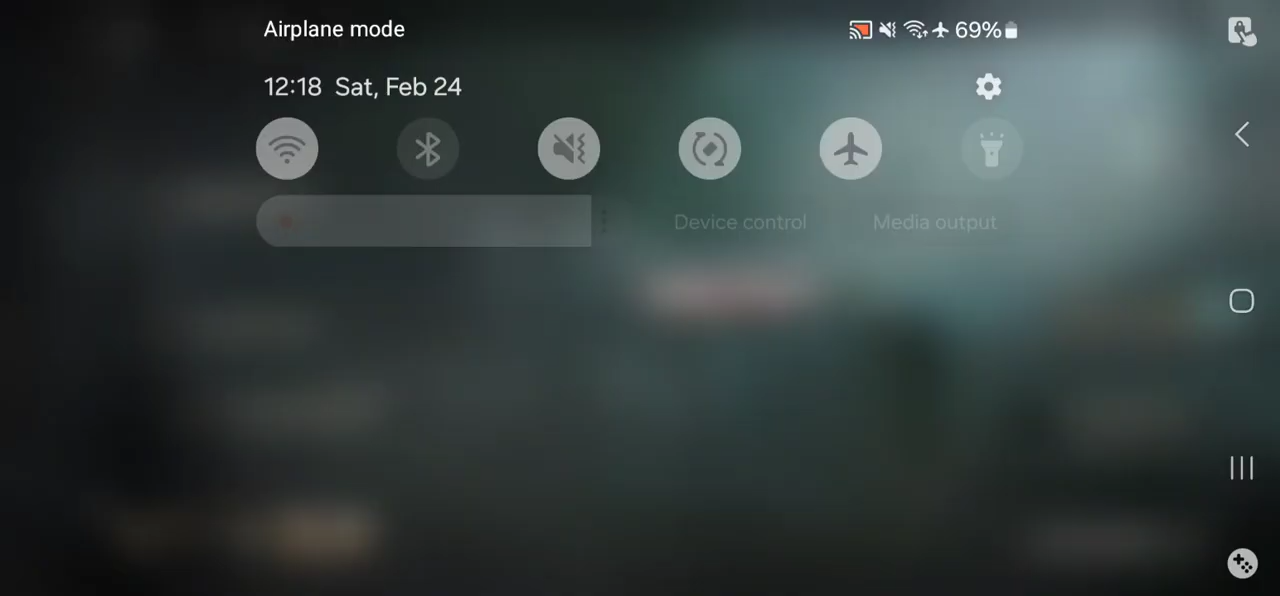 Airplane mode
69%
12:18 Sat, Feb 24
Device control
Media output